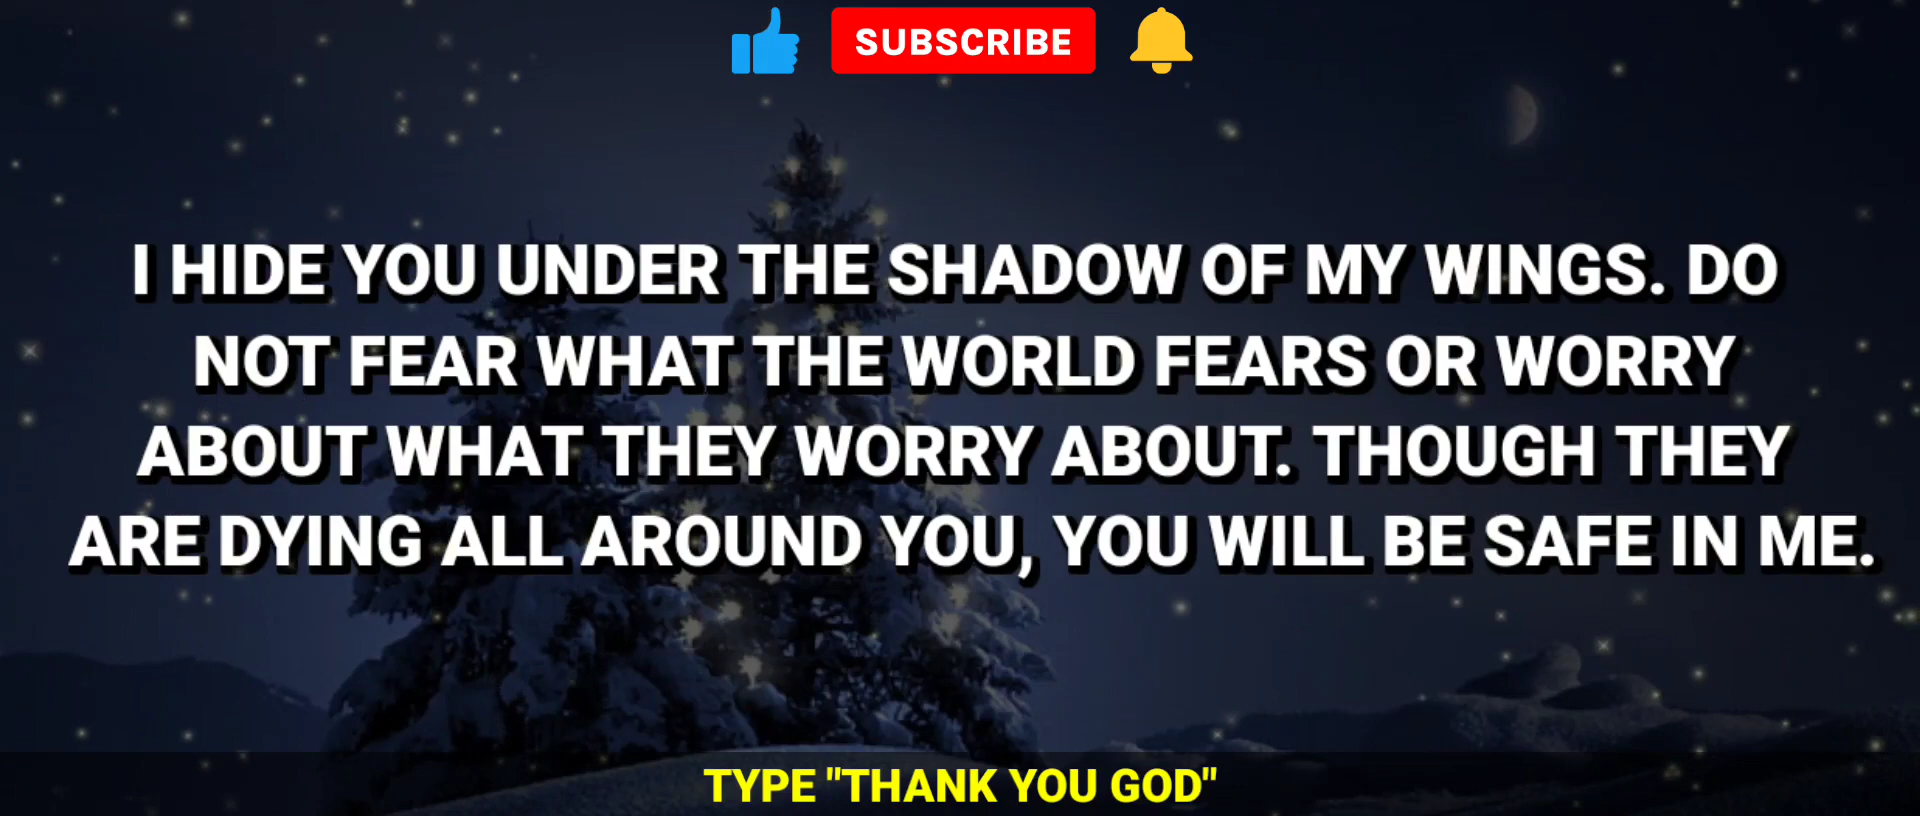 SUBSCRIBE
I HIDE YOU UNDER THE SHADOW OF MY WINGS. DO
NOT FEAR WHAT THE WORLD FEARS OR WORRY
ABOUT WHAT THEY WORRY ABOUT. THOUGH THEY
ARE DYING ALL AROUND YOU, YOU WILL BE SAFE IN ME.
TYPE "THANK YOU GOD"